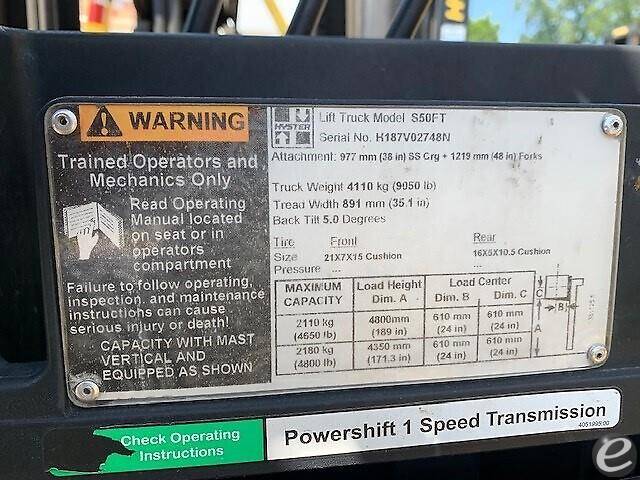 WARNING
Trained Operators and
Mechanics Only
Read Operating
Manual located
on seat or in
operators
compartment
Failure to follow operating,
inspection, and maintenance
instructions can cause
serious injury or death!
CAPACITY WITH MAST
VERTICAL AND
EQUIPPED AS SHOWN
HYSTER
Lift Truck Model S50FT
Serial No. H187V02748N
Attachment: 977 mm (38 in) SS Crg + 1219 mm (48 in) Forks
Truck Weight 4110 kg (9050 lb)
Tread Width 891 mm (35.1 in)
Back Tilt 5.0 Degrees
Tire Front Rear
Size 21X7X15 Cushion 16X5X10.5 Cushion
Pressure ... ...
MAXIMUM CAPACITY Load Height Dim. A Load Center Dim. B Dim. C
2110 kg (4650 lb) 4800mm (189 in) 610 mm (24 in) 610 mm (24 in)
2180 kg (4800 lb) 4350 mm (171.3 in) 610 mm (24 in) 610 mm (24 in)
C
B
A
Check Operating
Instructions
Powershift 1 Speed Transmission
e